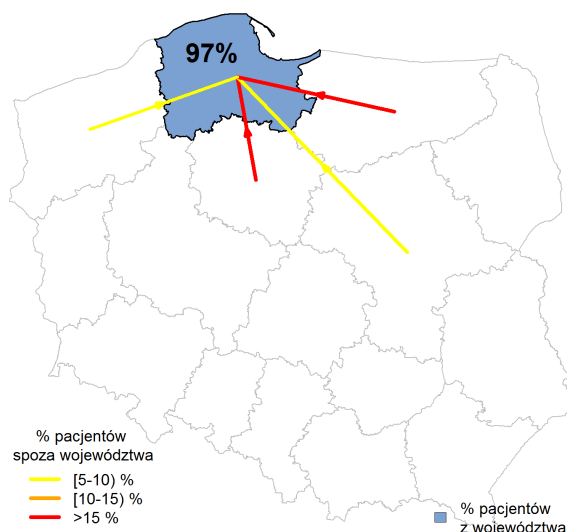 97%
% pacjentów
spoza województwa
[5-10) %
[10-15) %
>15 %
% pacjentów
z województwa